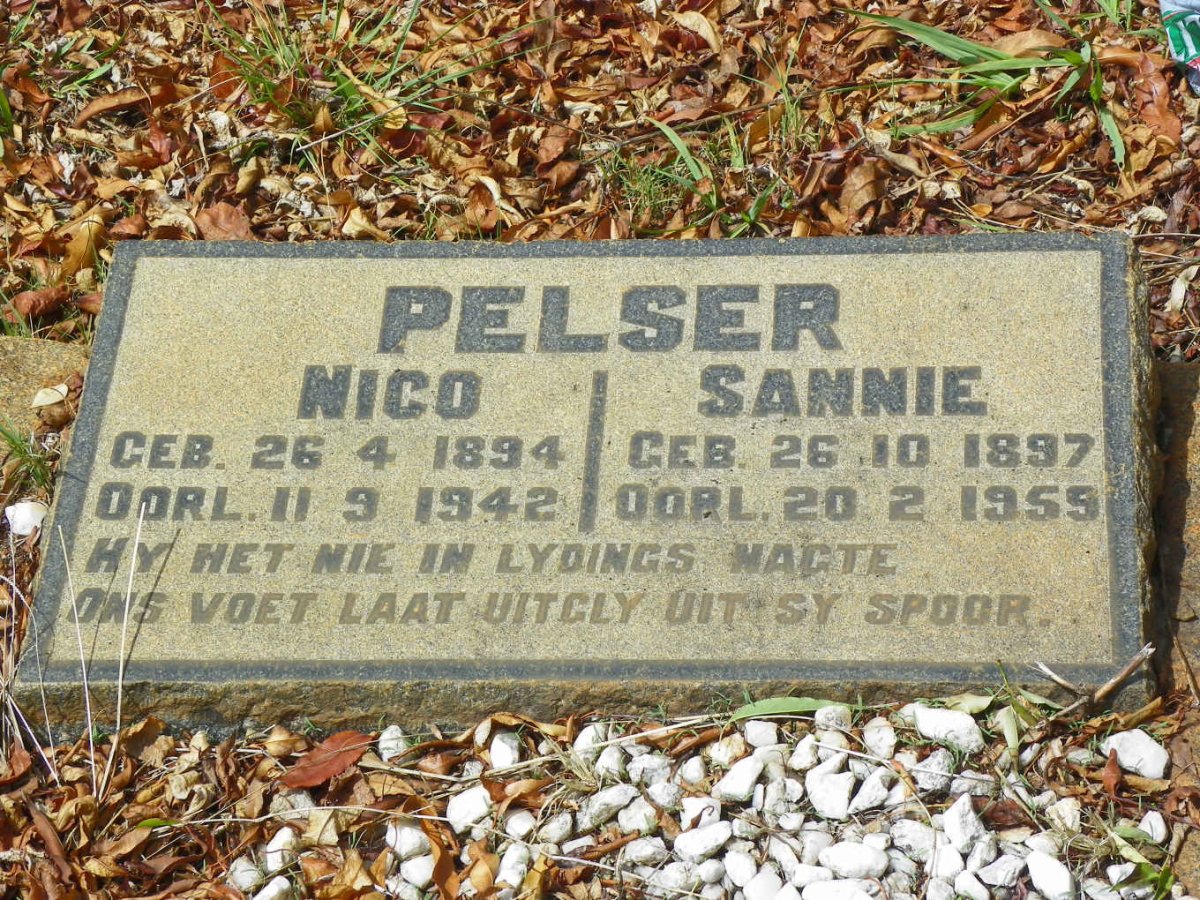 PELSER
NICO
GEB. 26 4 1894
OORL. 11 9 1942
SANNIE
GEB. 26 10 1897
OORL. 20 2 1959
HY HET NIE IN LYDINGS NAGTE
ONS VOET LAAT UITGLY UIT SY SPOOR.